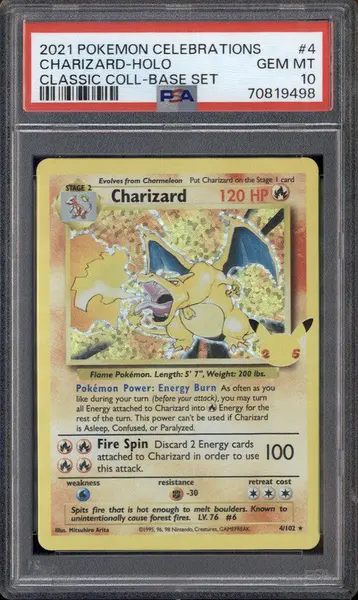 2021 POKEMON CELEBRATIONS #4
CHARIZARD-HOLO GEM MT
CLASSIC COLL-BASE SET 10
PSA 70819498
Evolves from Charmeleon Put Charizard on the Stage 1 card
STAGE 2
Charizard 120 HP
25
Flame Pokémon. Length: 5' 7", Weight: 200 lbs.
Pokémon Power: Energy Burn As often as you
like during your turn (before your attack), you may turn
all Energy attached to Charizard into Energy for the
rest of the turn. This power can't be used if Charizard
is Asleep, Confused, or Paralyzed.
Fire Spin Discard 2 Energy cards
attached to Charizard in order to use
this attack.
100
weakness resistance retreat cost
-30
Spits fire that is hot enough to melt boulders. Known to
unintentionally cause forest fires. LV. 76 #6
Illus. Mitsuhiro Arita ©1995, 96, 98 Nintendo, Creatures, GAMEFREAK. 4/102 ★